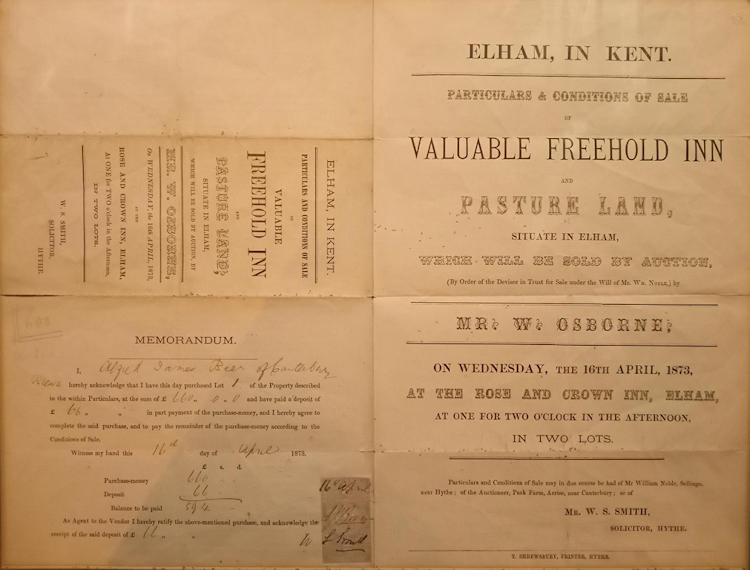 ELHAM, IN KENT.
PARTICULARS & CONDITIONS OF SALE
OF
VALUABLE FREEHOLD INN
AND
PASTURE LAND,
SITUATE IN ELHAM,
WHICH WILL BE SOLD BY AUCTION,
(By Order of the Devisee in Trust for Sale under the Will of Mr. Wm. Noble,) by
MR. W. OSBORNE,
ON WEDNESDAY, THE 16TH APRIL, 1873,
AT THE ROSE AND CROWN INN, ELHAM,
AT ONE FOR TWO O'CLOCK IN THE AFTERNOON,
IN TWO LOTS.
Particulars and Conditions of Sale may in due course be had of Mr William Noble, Sellinge,
near Hythe; of the Auctioneer, Peak Farm, Acrise, near Canterbury; or of
MR. W. S. SMITH,
SOLICITOR, HYTHE.
T. SHREWSBURY, PRINTER, HYTHE.
ELHAM, IN KENT.
PARTICULARS AND CONDITIONS OF SALE
OF
VALUABLE
FREEHOLD INN
AND
PASTURE LAND,
SITUATE IN ELHAM,
WHICH WILL BE SOLD BY AUCTION, BY
MR. W. OSBORNE,
On WEDNESDAY, the 16th APRIL, 1873,
AT THE
ROSE AND CROWN INN, ELHAM,
At ONE for TWO o'clock in the Afternoon,
IN TWO LOTS.
W. S. SMITH,
SOLICITOR,
HYTHE.
MEMORANDUM.
I, Alfred James Beer of Canterbury
hereby acknowledge that I have this day purchased Lot 1 of the Property described
in the within Particulars, at the sum of £ 660 . 0 . 0 and have paid a deposit of
£ 66 " " in part payment of the purchase-money, and I hereby agree to
complete the said purchase, and to pay the remainder of the purchase-money according to the
Conditions of Sale.
Witness my hand this 16th day of April 1873.
£ s. d.
Purchase-money 660
Deposit 66
Balance to be paid 594
As Agent to the Vendor I hereby ratify the above-mentioned purchase, and acknowledge the
receipt of the said deposit of £
16 April